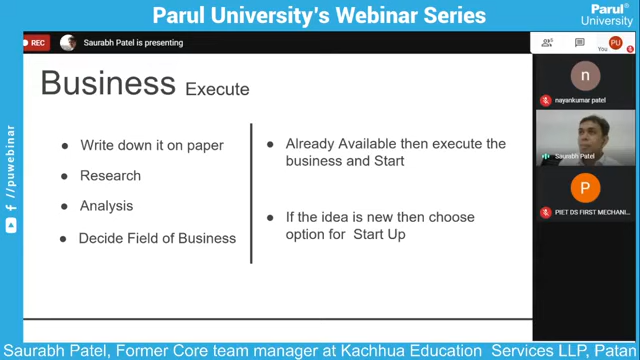 Parul University's Webinar Series
Parul®
University
REC
Saurabh Patel is presenting
You
PU
Business Execute
Write down it on paper
Research
Analysis
Decide Field of Business
Already Available then execute the
business and Start
If the idea is new then choose
option for Start Up
n
nayankumar patel
Saurabh Patel
P
PIET DS FIRST MECHANI
/puwebinar
Saurabh Patel, Former Core team manager at Kachhua Education Services LLP, Patan